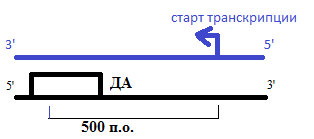 старт транскрипции
3' 5'
5' ДА 3'
500 п.о.